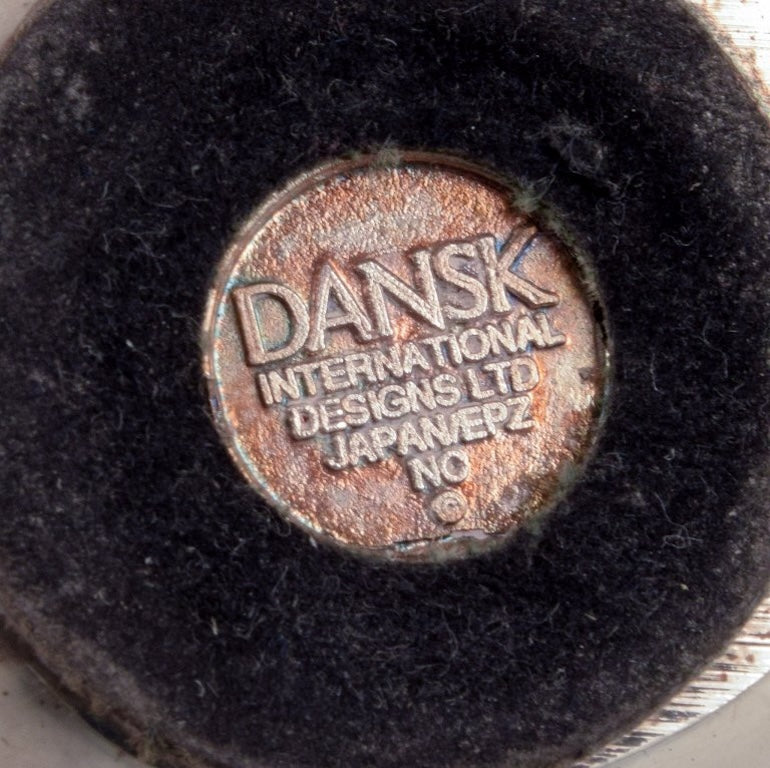 DANSK
INTERNATIONAL
DESIGNS LTD
JAPAN/EPZ
NO
©